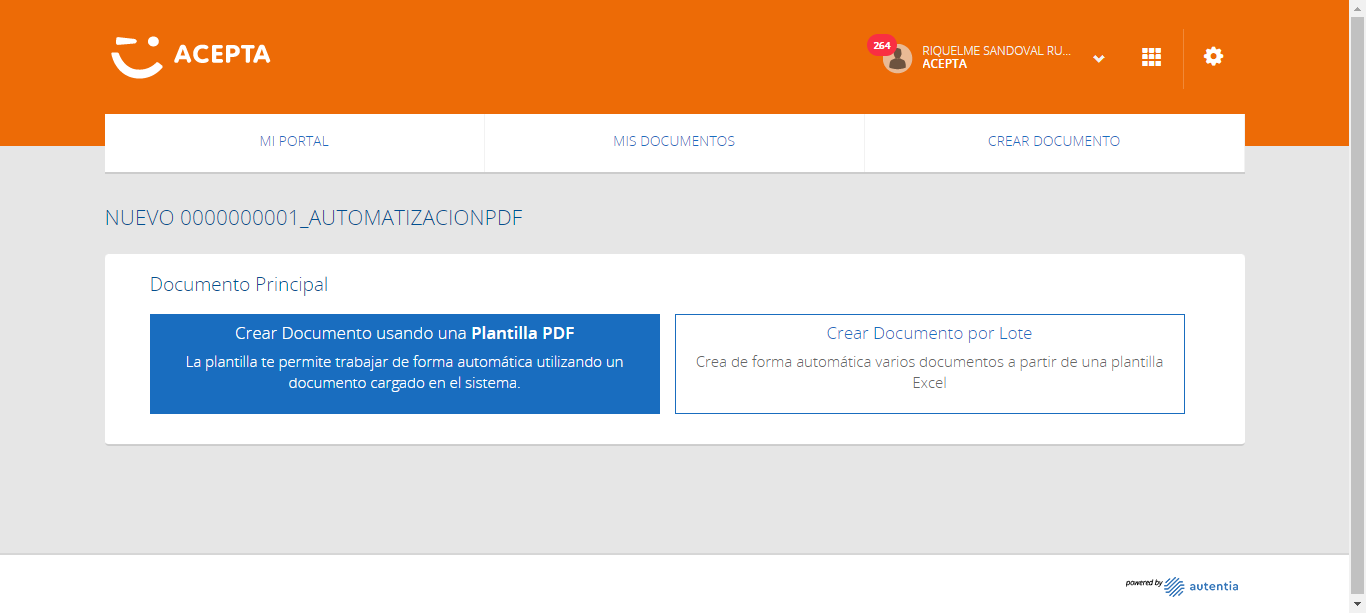 ACEPTA
264
RIQUELME SANDOVAL RU...
ACEPTA
MI PORTAL
MIS DOCUMENTOS
CREAR DOCUMENTO
NUEVO 0000000001_AUTOMATIZACIONPDF
Documento Principal
Crear Documento usando una Plantilla PDF
La plantilla te permite trabajar de forma automática utilizando un
documento cargado en el sistema.
Crear Documento por Lote
Crea de forma automática varios documentos a partir de una plantilla
Excel
powered by autentia